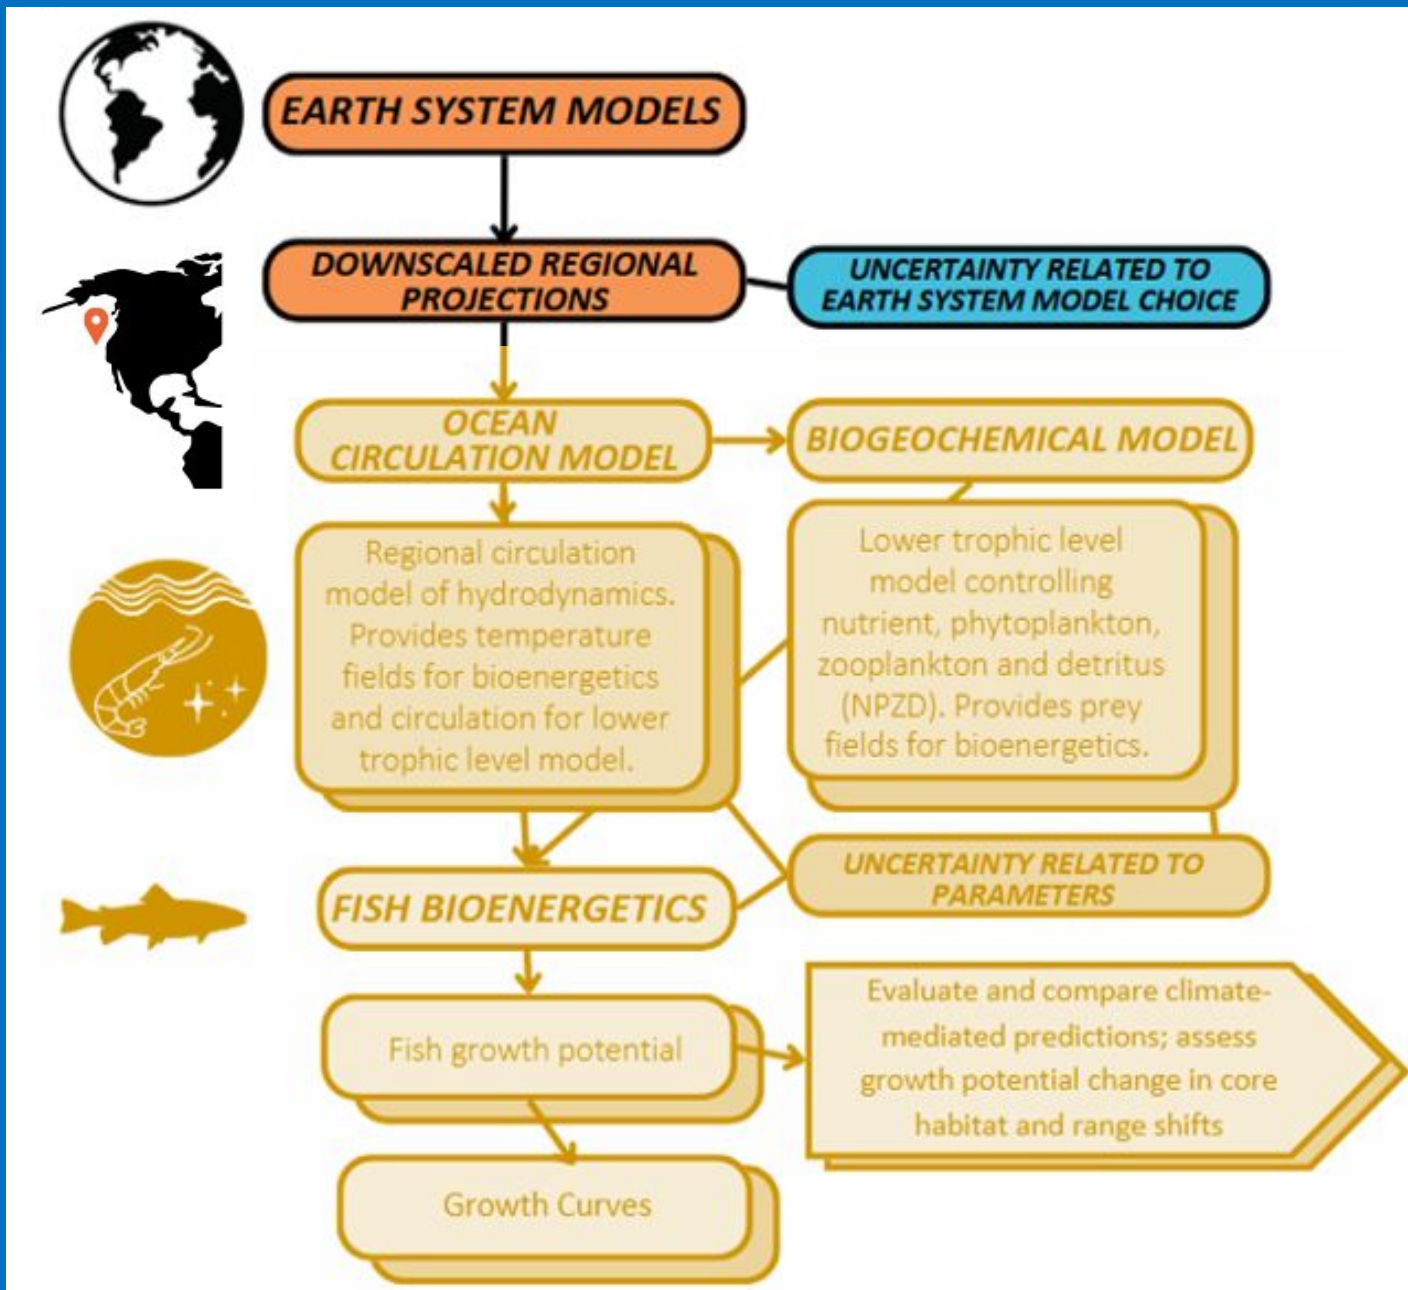 EARTH SYSTEM MODELS
DOWNSCALED REGIONAL
PROJECTIONS
UNCERTAINTY RELATED TO
EARTH SYSTEM MODEL CHOICE
OCEAN
CIRCULATION MODEL
BIOGEOCHEMICAL MODEL
Regional circulation
model of hydrodynamics.
Provides temperature
fields for bioenergetics
and circulation for lower
trophic level model.
Lower trophic level
model controlling
nutrient, phytoplankton,
zooplankton and detritus
(NPZD). Provides prey
fields for bioenergetics.
UNCERTAINTY RELATED TO
PARAMETERS
FISH BIOENERGETICS
Fish growth potential
Evaluate and compare climate-
mediated predictions; assess
growth potential change in core
habitat and range shifts
Growth Curves